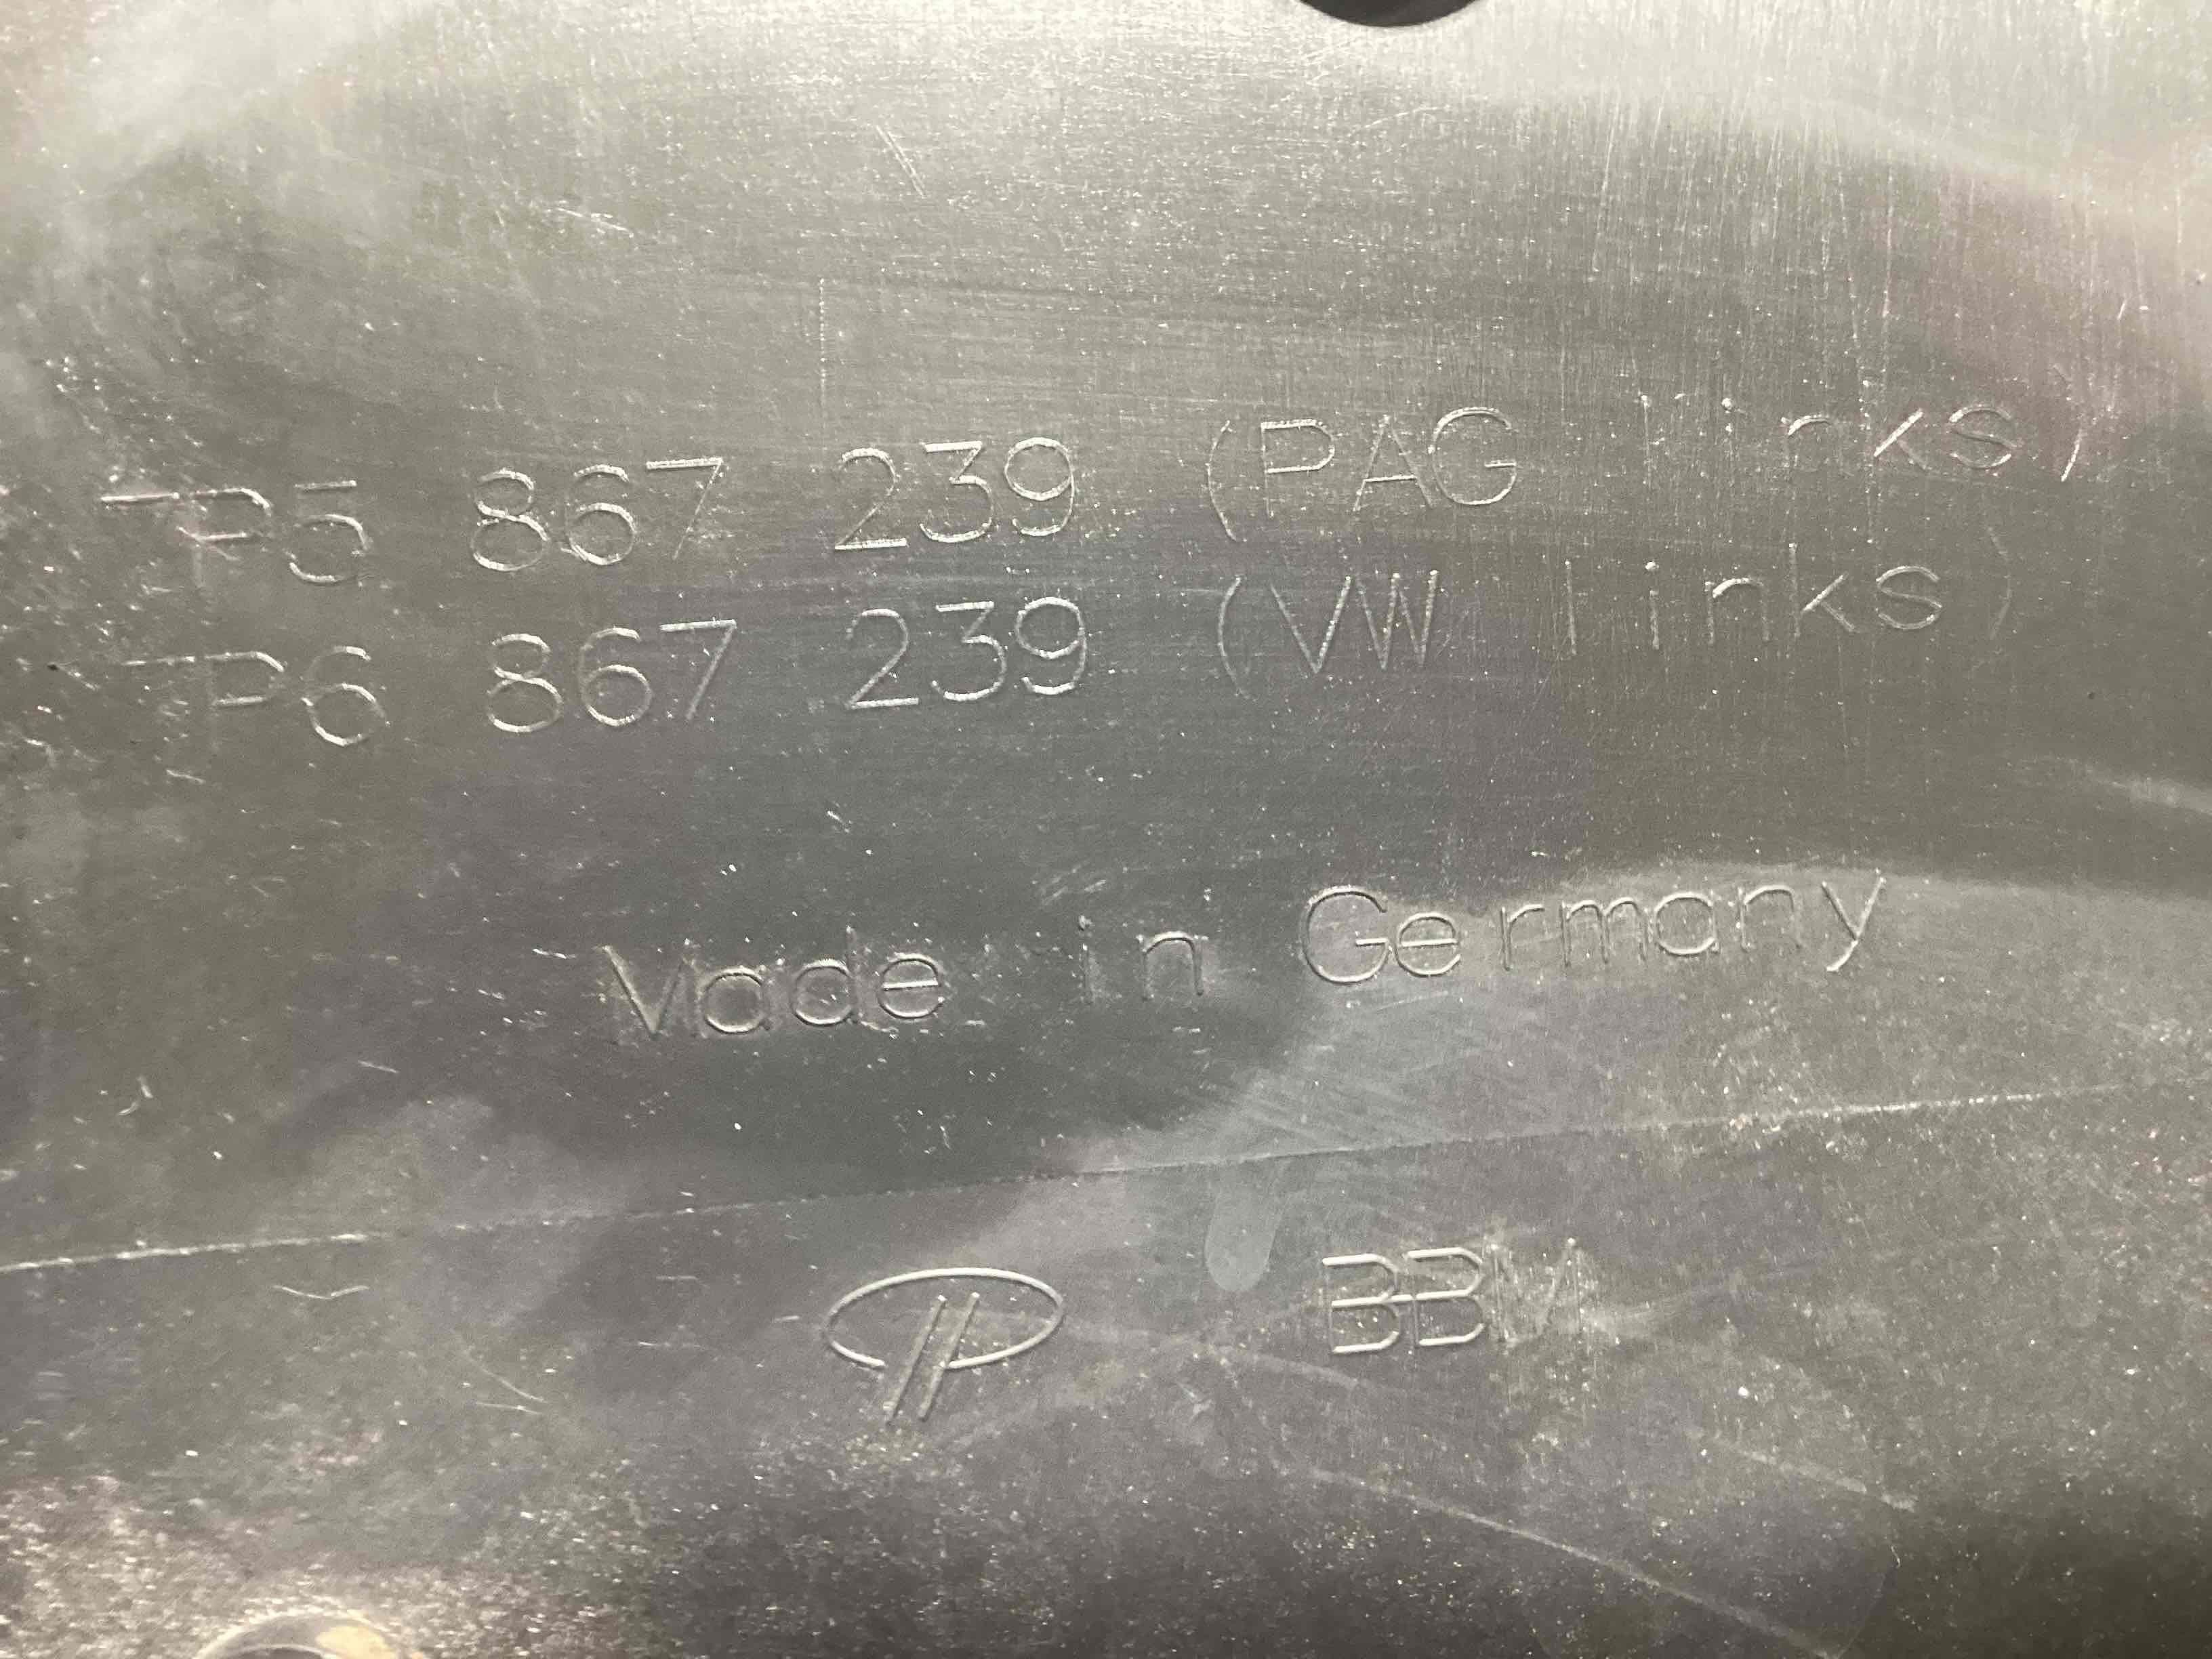 7P5 867 239 (PAG links)
7P6 867 239 (VW links)
Made in Germany
BBM